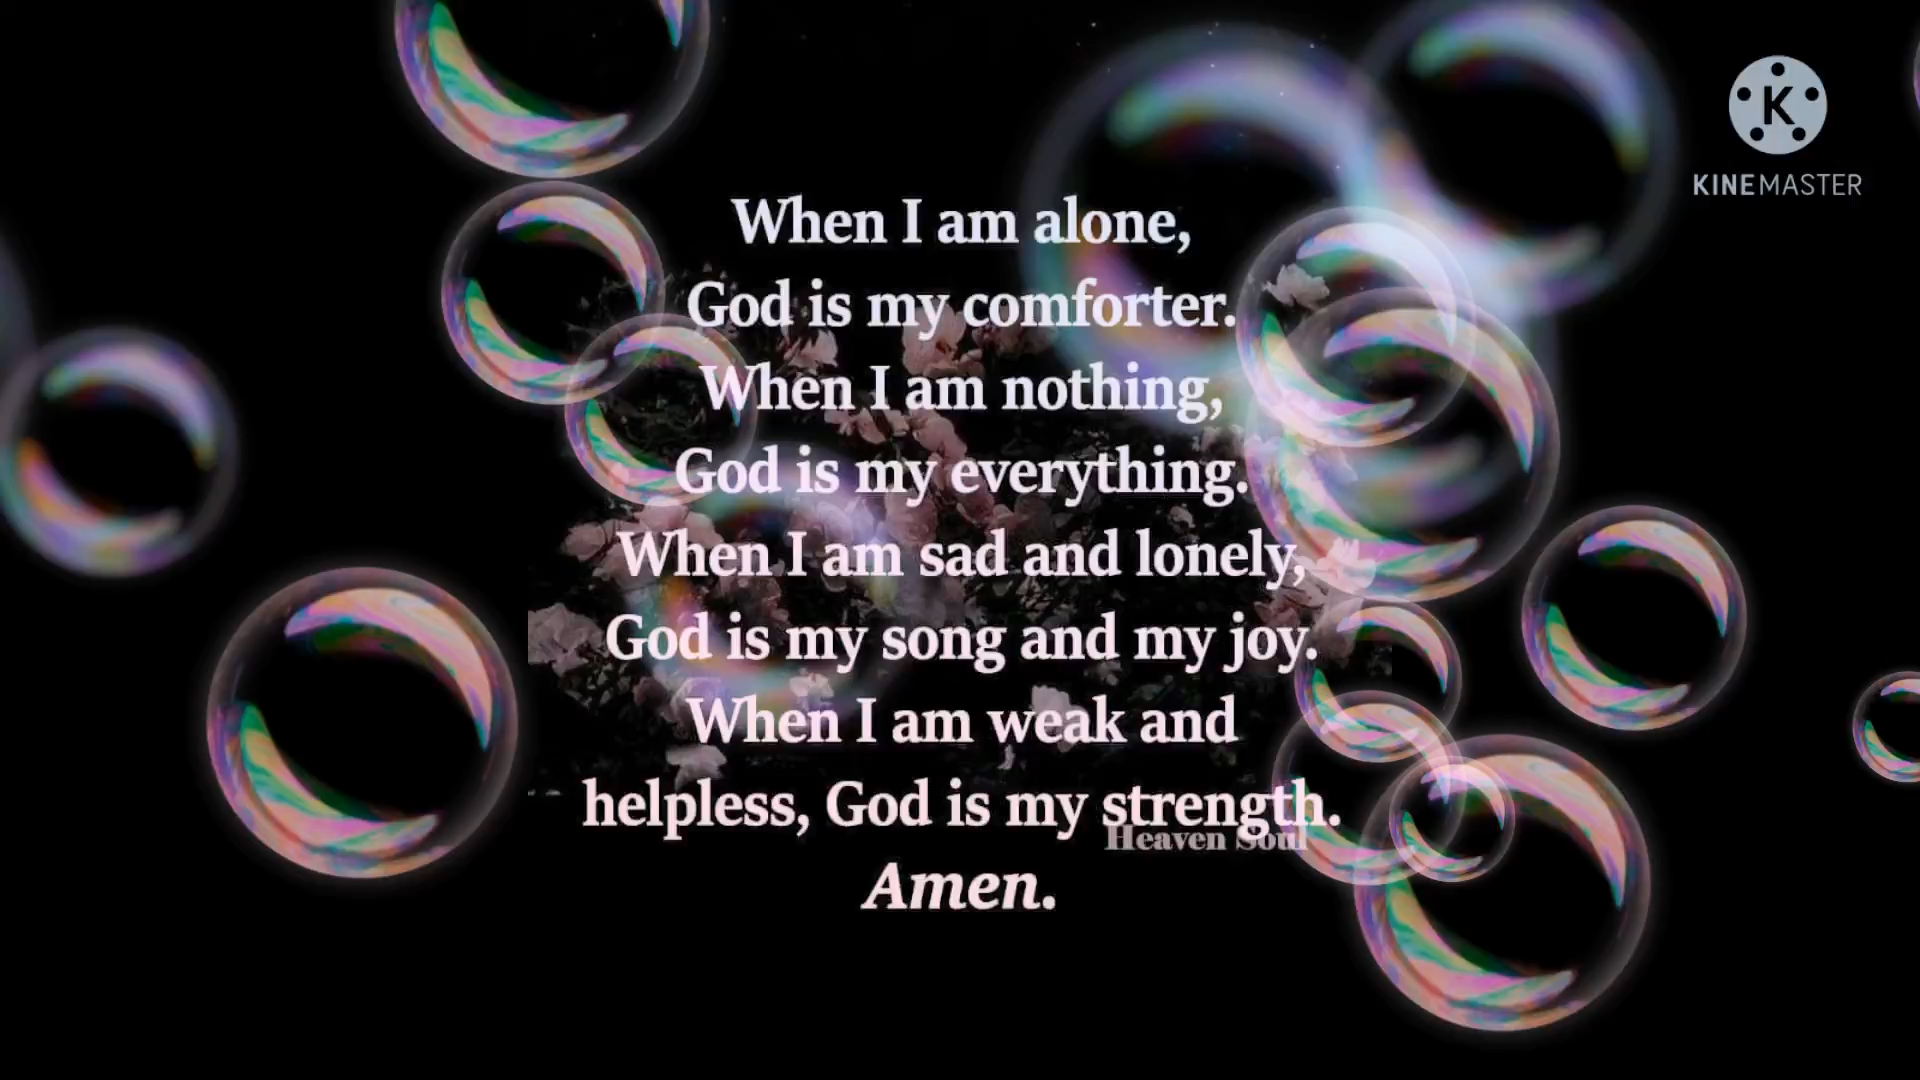 When I am alone,
God is my comforter.
When I am nothing,
God is my everything.
When I am sad and lonely,
God is my song and my joy.
When I am weak and
helpless, God is my strength.
Heaven Soul
Amen.
K
KINEMASTER